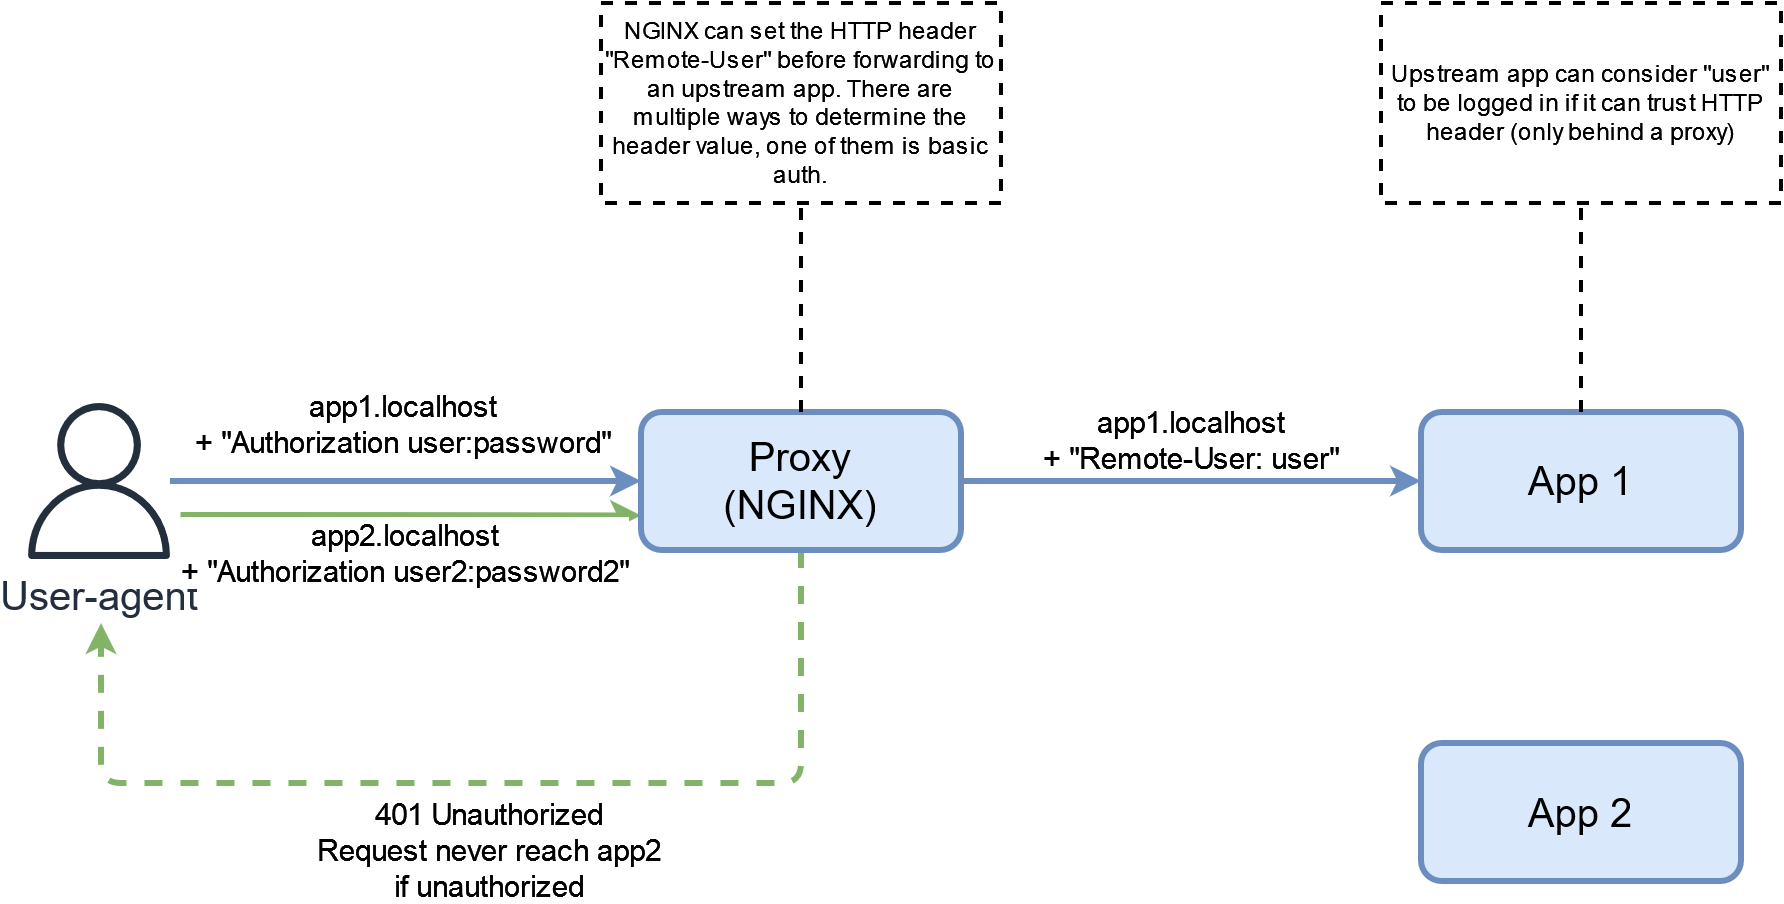 NGINX can set the HTTP header
"Remote-User" before forwarding to
an upstream app. There are
multiple ways to determine the
header value, one of them is basic
auth.
Upstream app can consider "user"
to be logged in if it can trust HTTP
header (only behind a proxy)
app1.localhost
+ "Authorization user:password"
Proxy
(NGINX)
app1.localhost
+ "Remote-User: user"
App 1
app2.localhost
+ "Authorization user2:password2"
User-agent
401 Unauthorized
Request never reach app2
if unauthorized
App 2